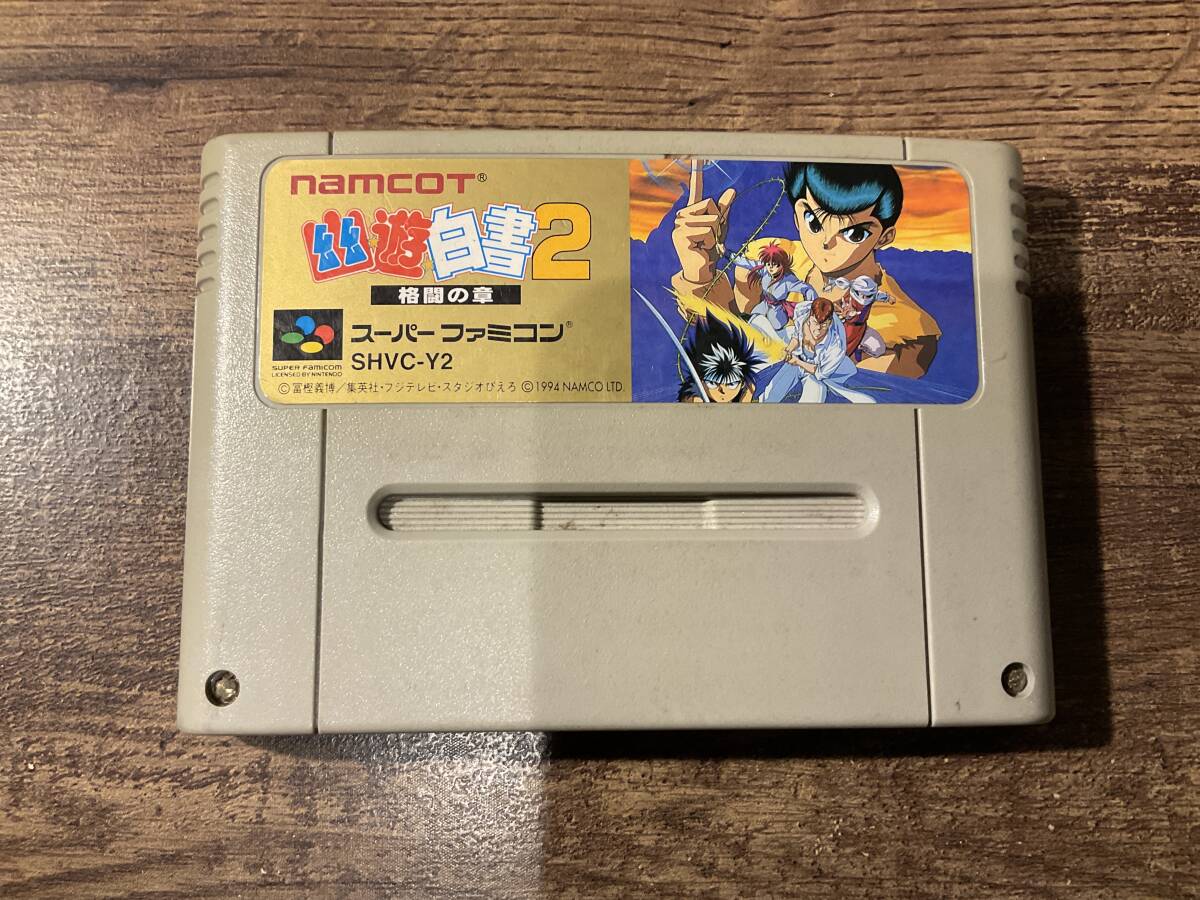 namcot®
幽☆遊☆白書2
格闘の章
スーパーファミコン®
SUPER FAMICOM
LICENSED BY NINTENDO
SHVC-Y2
©富樫義博／集英社・フジテレビ・スタジオぴえろ ©1994 NAMCO LTD.